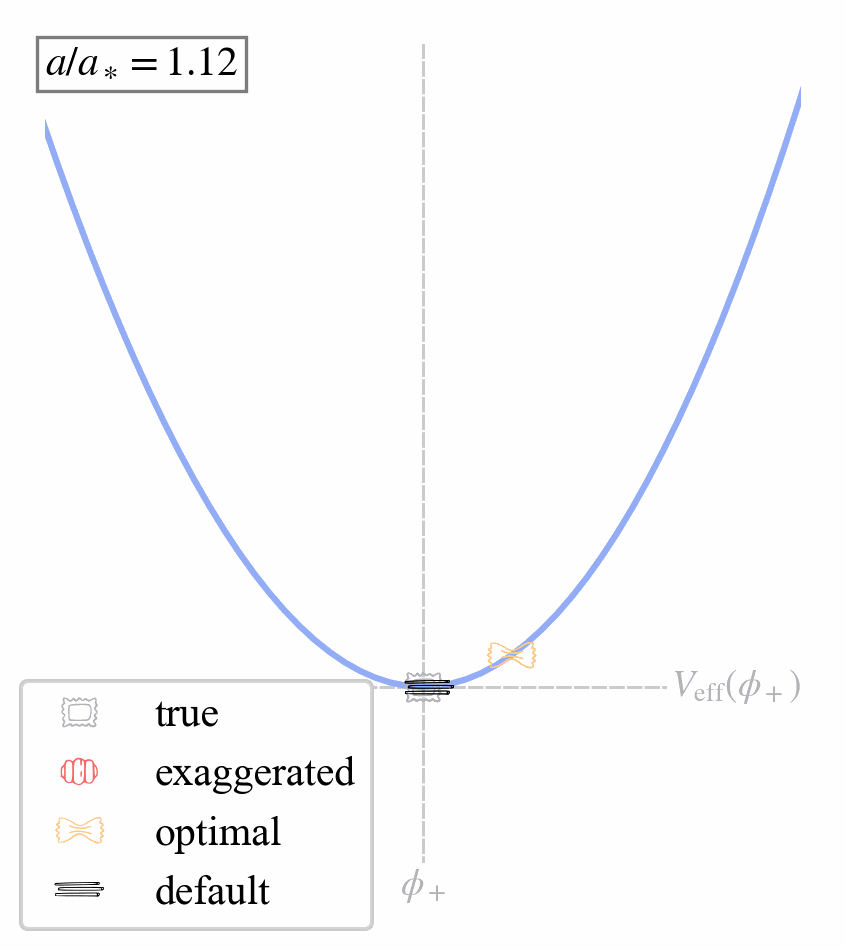 a/a* = 1.12
V_eff(ϕ₊)
true
exaggerated
optimal
default
ϕ₊